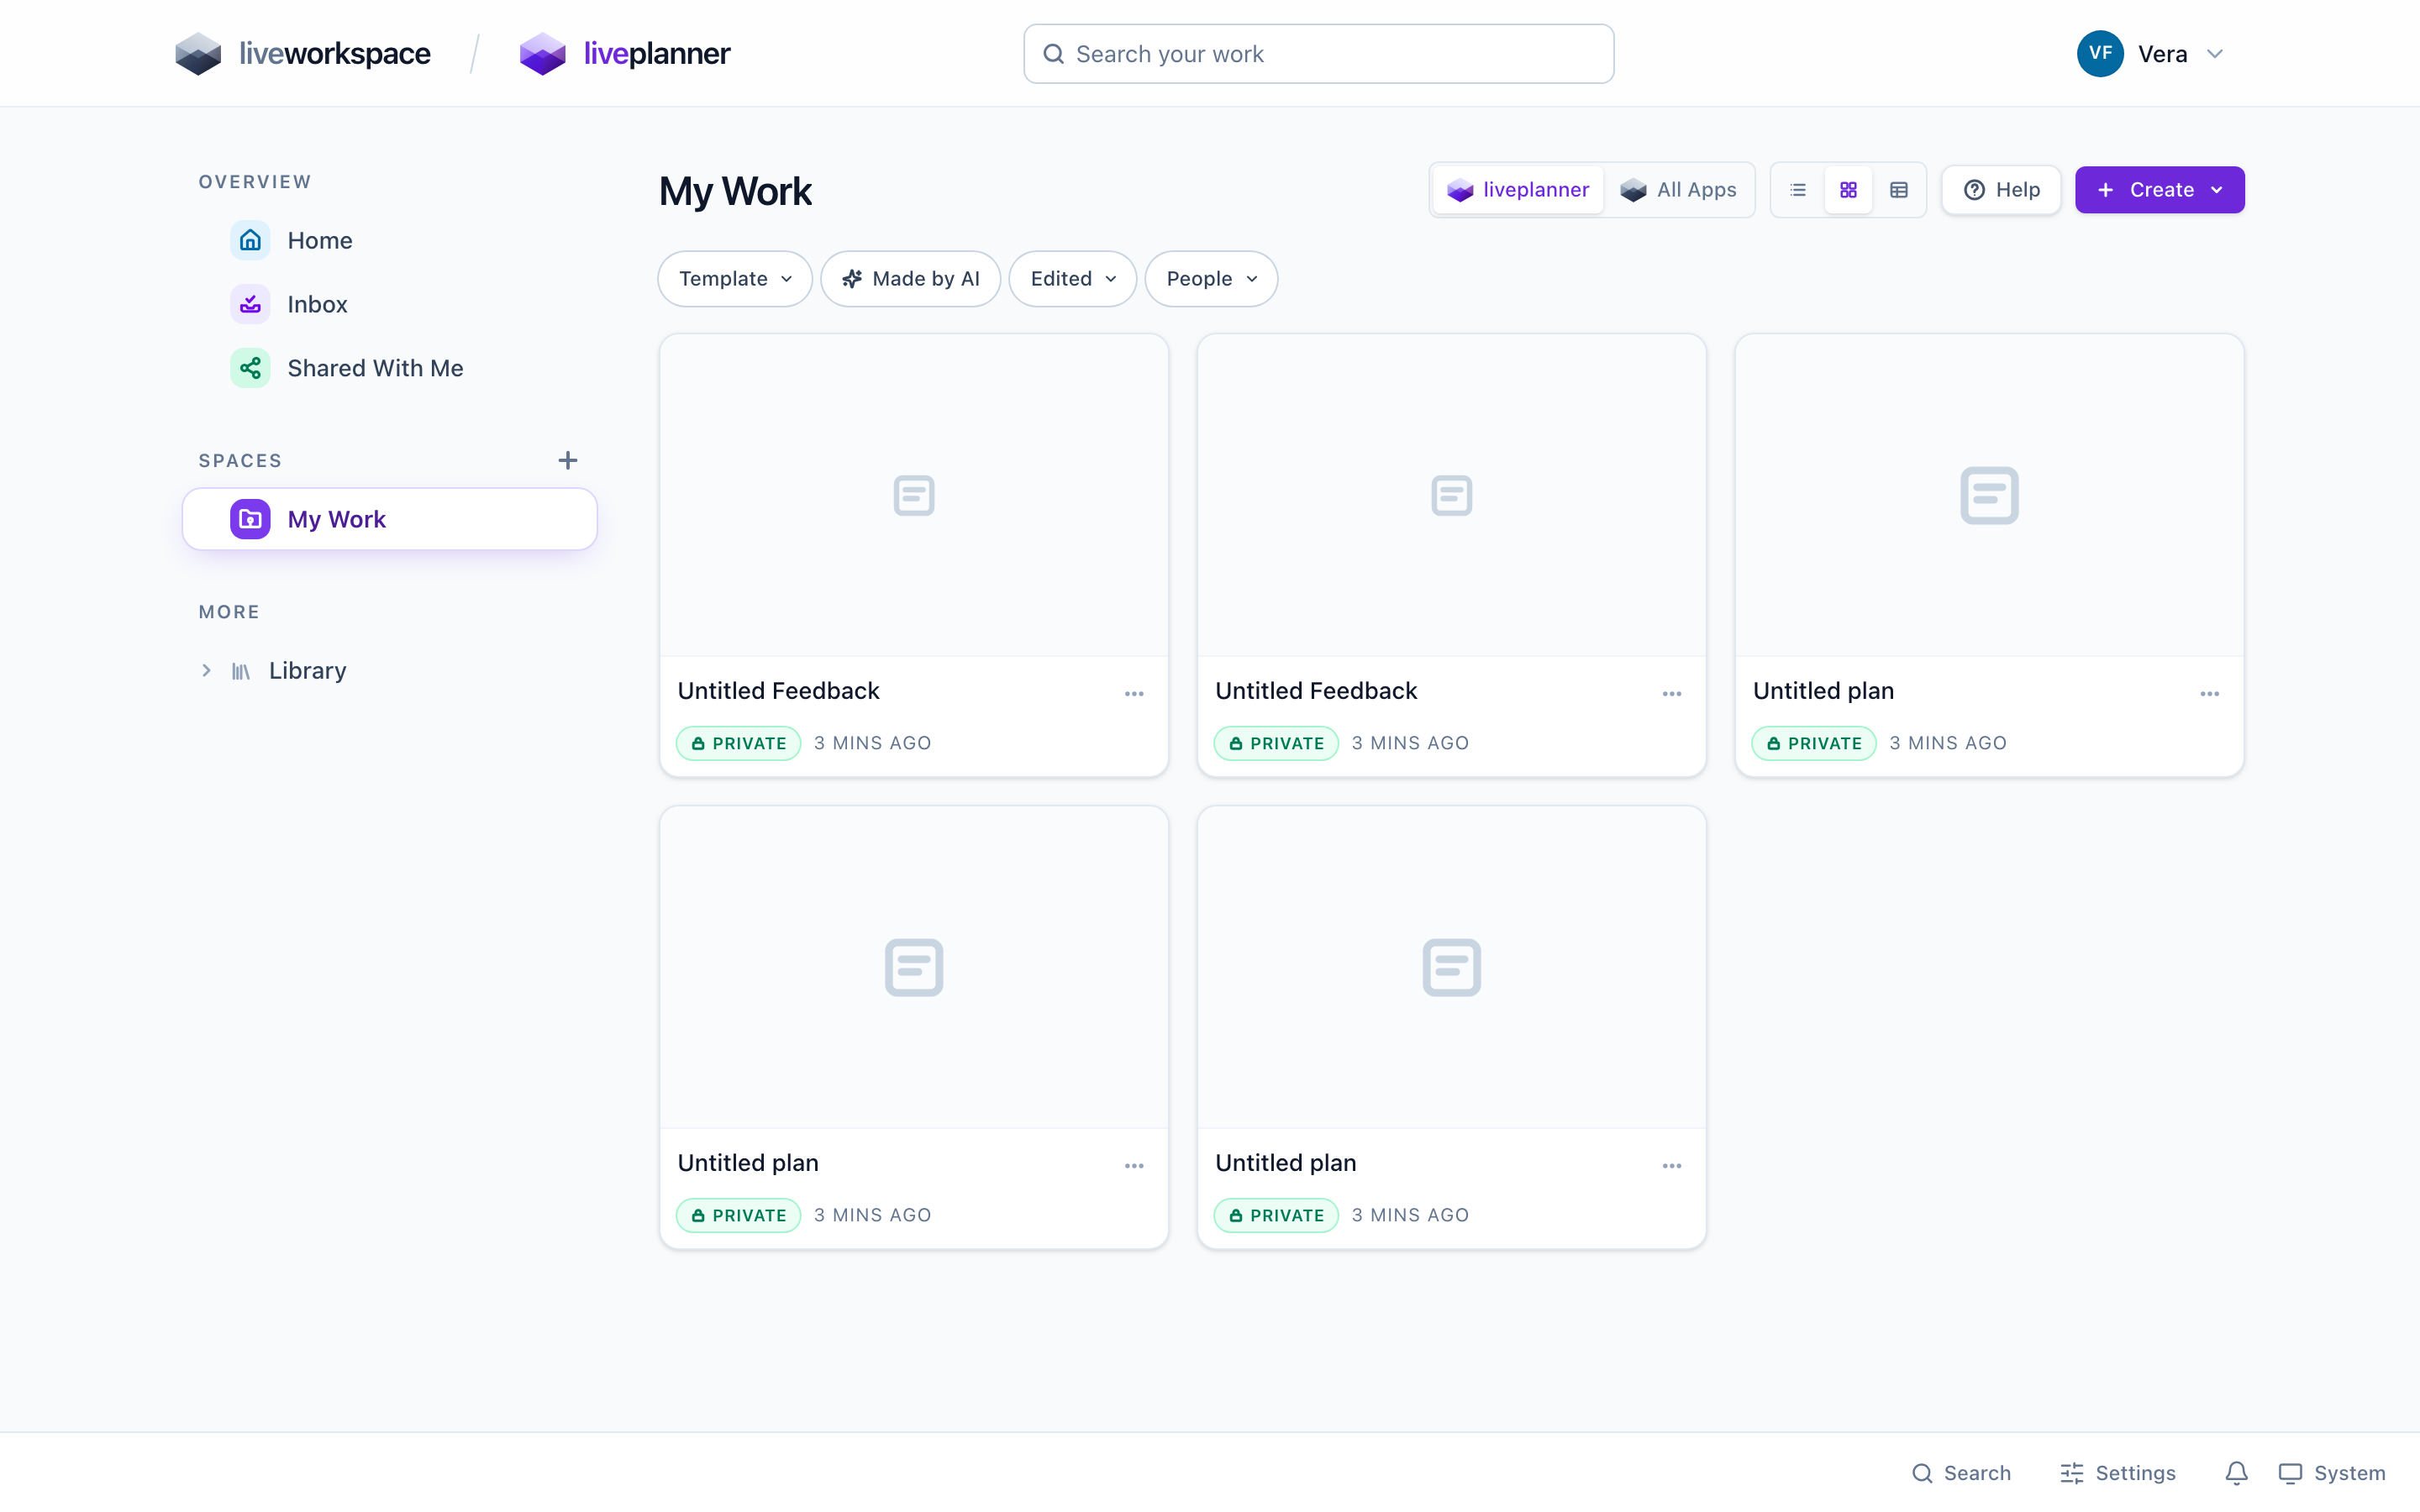 liveworkspace
liveplanner
Search your work
VF
Vera
OVERVIEW
Home
Inbox
Shared With Me
SPACES
My Work
MORE
Library
My Work
liveplanner
All Apps
Help
Create
Template
Made by AI
Edited
People
Untitled Feedback
PRIVATE 3 MINS AGO
Untitled Feedback
PRIVATE 3 MINS AGO
Untitled plan
PRIVATE 3 MINS AGO
Untitled plan
PRIVATE 3 MINS AGO
Untitled plan
PRIVATE 3 MINS AGO
Search
Settings
System